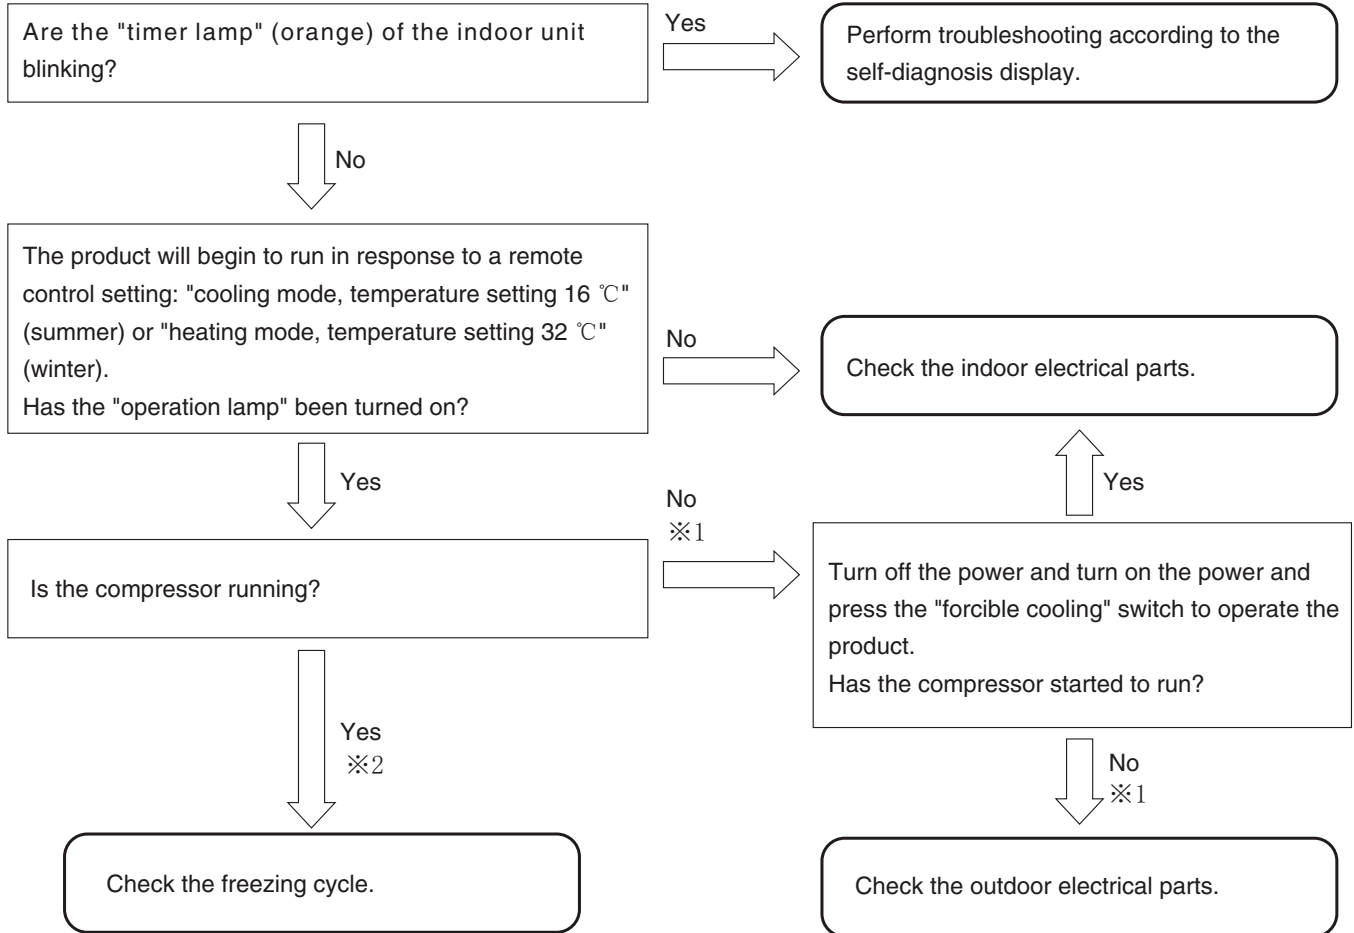 Are the "timer lamp" (orange) of the indoor unit
blinking?
Yes
Perform troubleshooting according to the
self-diagnosis display.
No
The product will begin to run in response to a remote
control setting: "cooling mode, temperature setting 16 ℃"
(summer) or "heating mode, temperature setting 32 ℃"
(winter).
Has the "operation lamp" been turned on?
No
Check the indoor electrical parts.
Yes
Yes
No
※1
Is the compressor running?
Turn off the power and turn on the power and
press the "forcible cooling" switch to operate the
product.
Has the compressor started to run?
Yes
※2
No
※1
Check the freezing cycle.
Check the outdoor electrical parts.